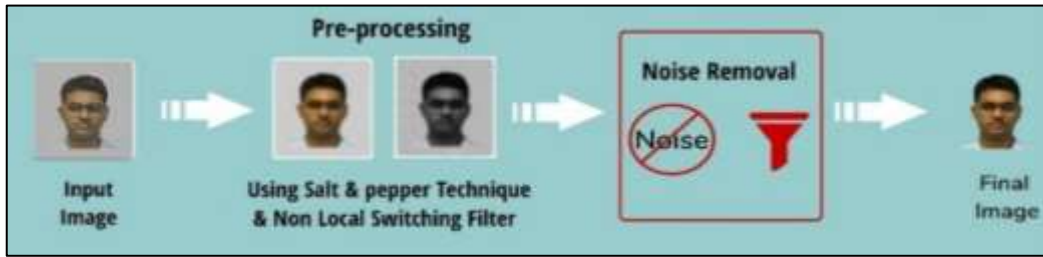 Pre-processing
Input
Image
Using Salt & pepper Technique
& Non Local Switching Filter
Noise Removal
Noise
Final
Image